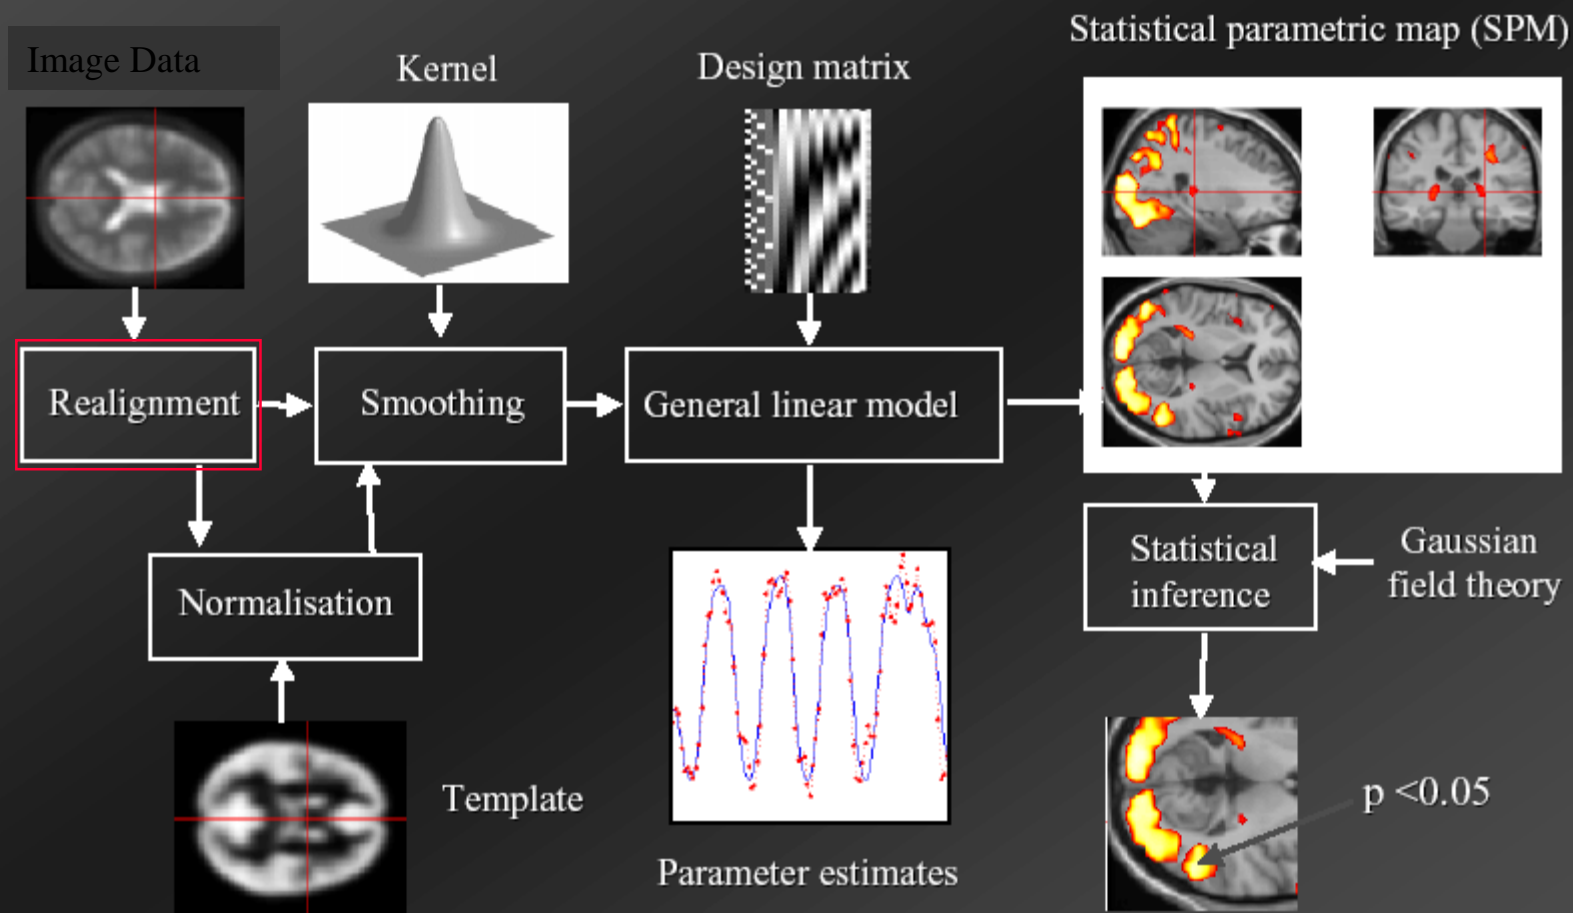 Statistical parametric map (SPM)
Image Data
Kernel
Design matrix
Realignment
Smoothing
General linear model
Statistical
inference
Gaussian
field theory
Normalisation
Template
p <0.05
Parameter estimates